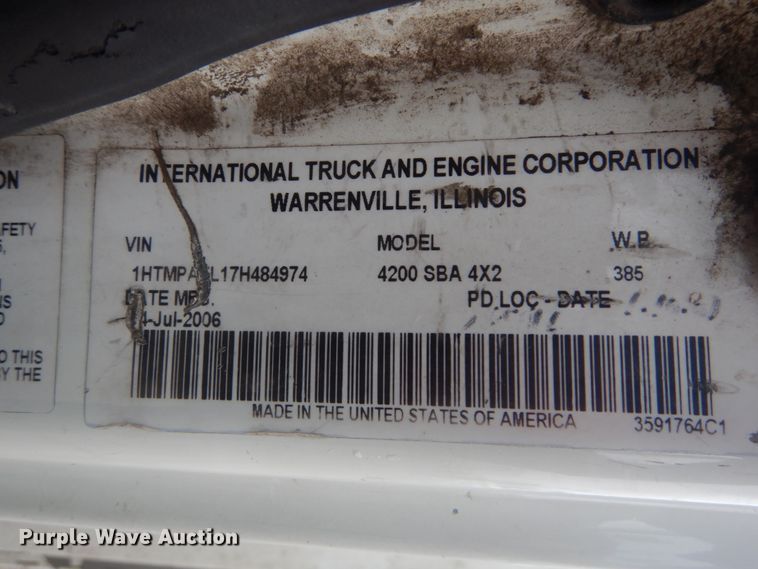 ON
AFETY
INTERNATIONAL TRUCK AND ENGINE CORPORATION
WARRENVILLE, ILLINOIS
VIN MODEL W.B.
4200 SBA 4X2 385
DATE MFD. PD,LOC - DATE
-Jul-2006
NS
O THIS
Y THE
MADE IN THE UNITED STATES OF AMERICA 3591764C1
Purple Wave Auction